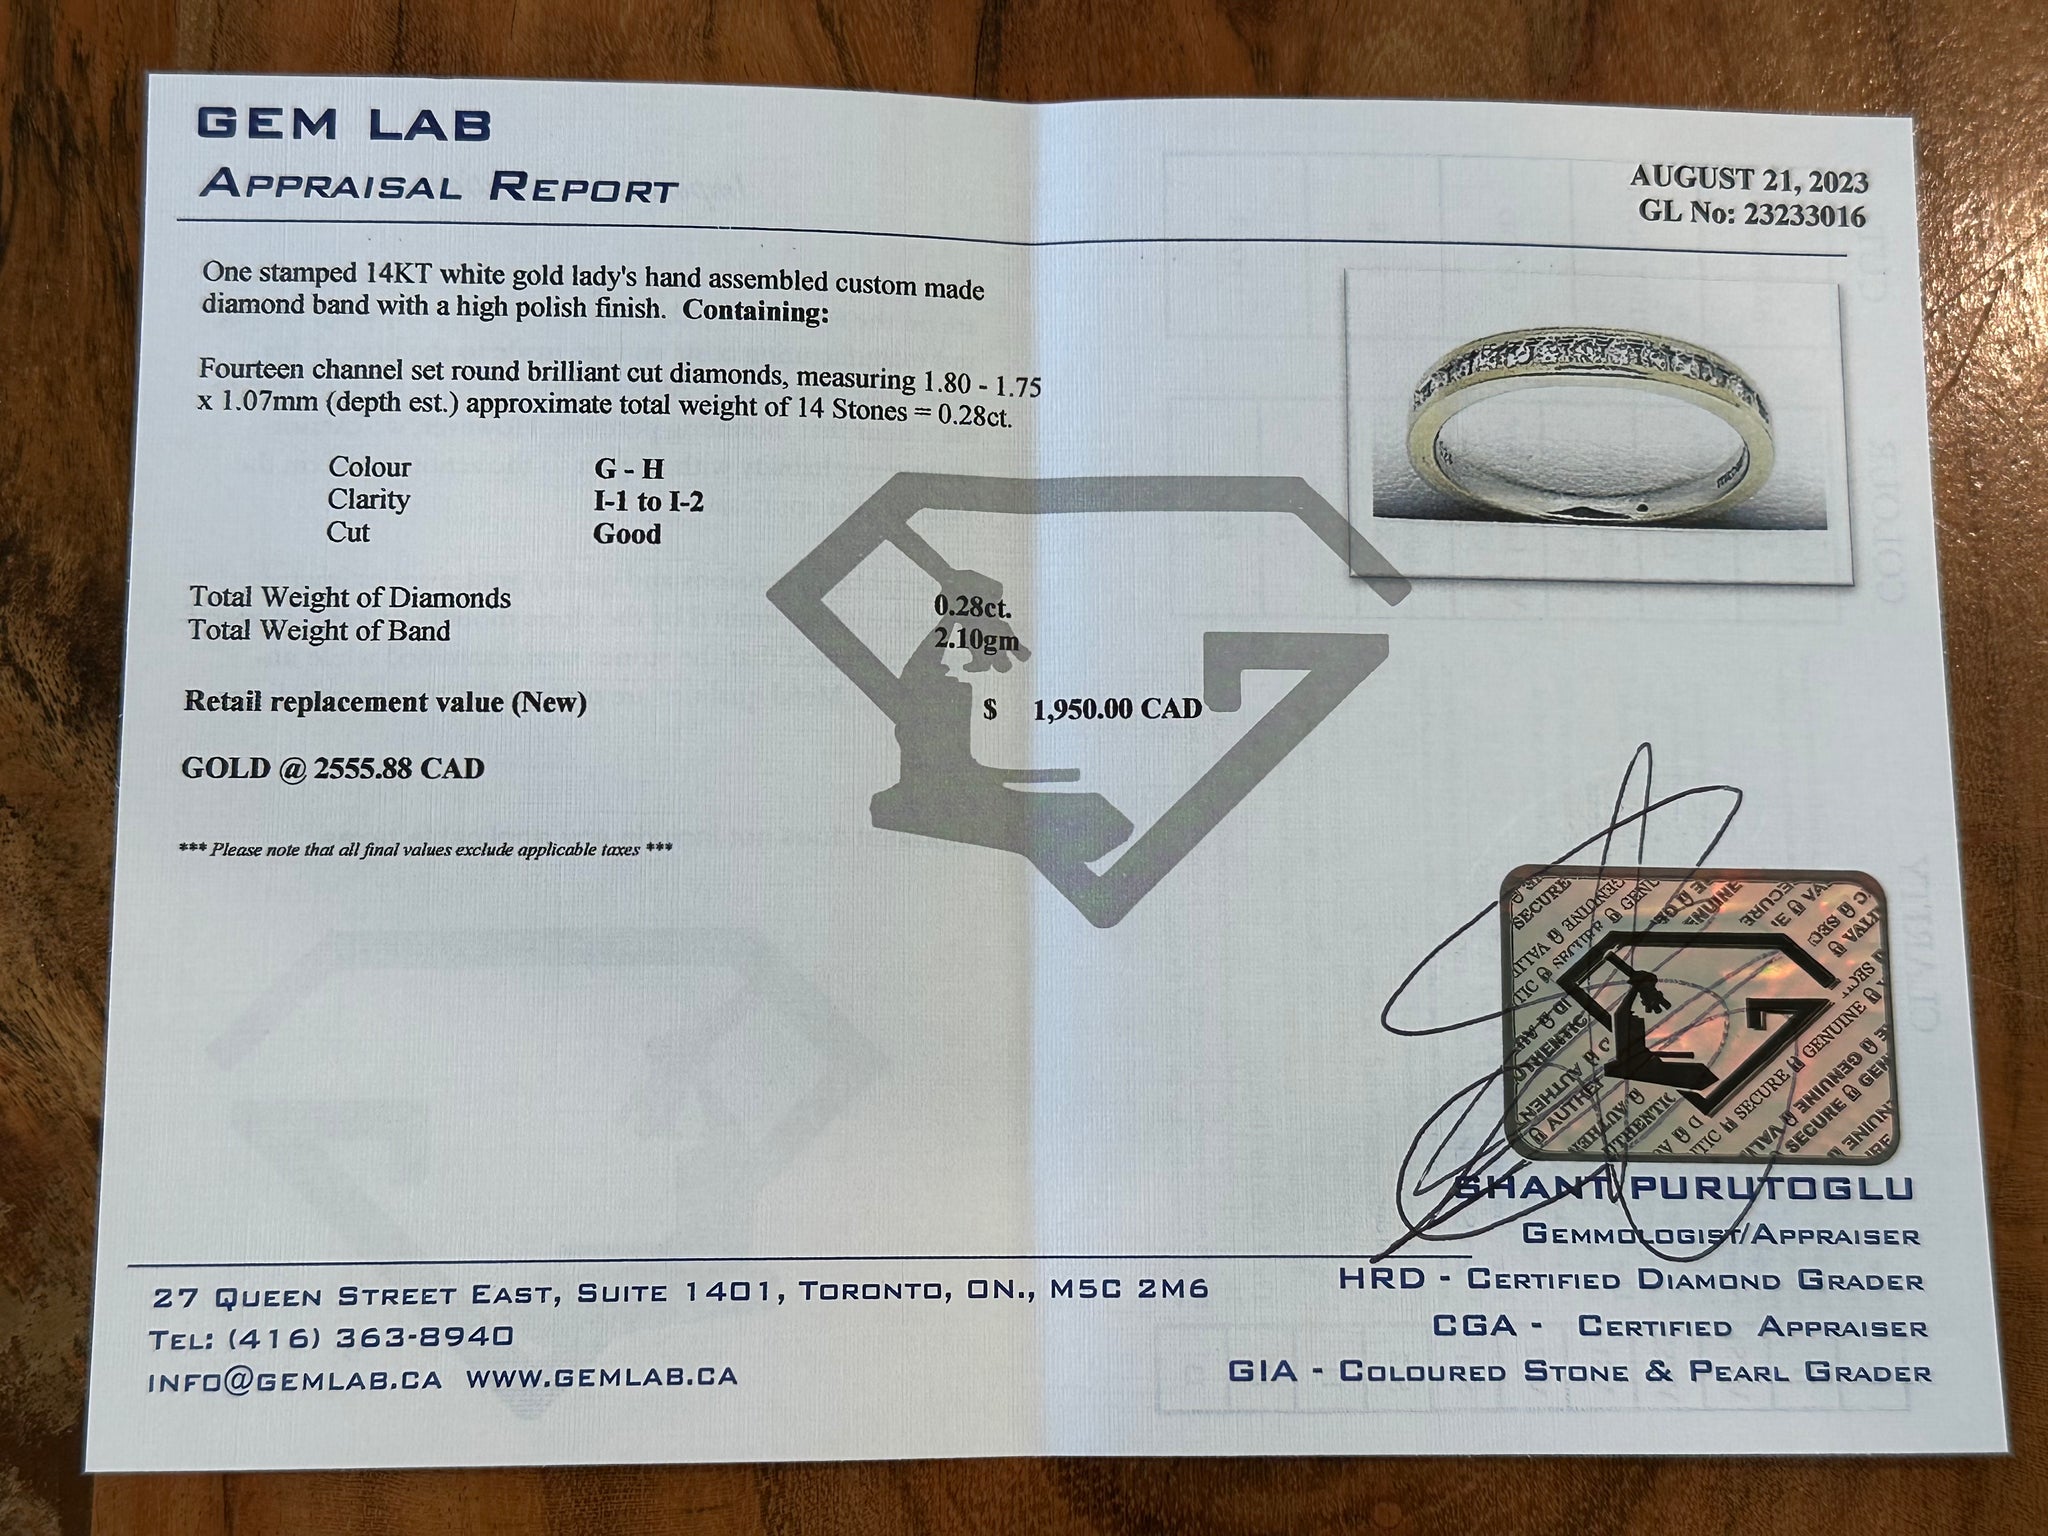 GEM LAB
APPRAISAL REPORT
AUGUST 21, 2023
GL No: 23233016
One stamped 14KT white gold lady's hand assembled custom made
diamond band with a high polish finish. Containing:
Fourteen channel set round brilliant cut diamonds, measuring 1.80 - 1.75
x 1.07mm (depth est.) approximate total weight of 14 Stones = 0.28ct.
Colour G - H
Clarity I-1 to I-2
Cut Good
Total Weight of Diamonds 0.28ct.
Total Weight of Band 2.10gm
Retail replacement value (New) $ 1,950.00 CAD
GOLD @ 2555.88 CAD
*** Please note that all final values exclude applicable taxes ***
SHANT PURUTOGLU
GEMMOLOGIST/APPRAISER
HRD - CERTIFIED DIAMOND GRADER
CGA - CERTIFIED APPRAISER
GIA - COLOURED STONE & PEARL GRADER
27 QUEEN STREET EAST, SUITE 1401, TORONTO, ON., M5C 2M6
TEL: (416) 363-8940
INFO@GEMLAB.CA WWW.GEMLAB.CA